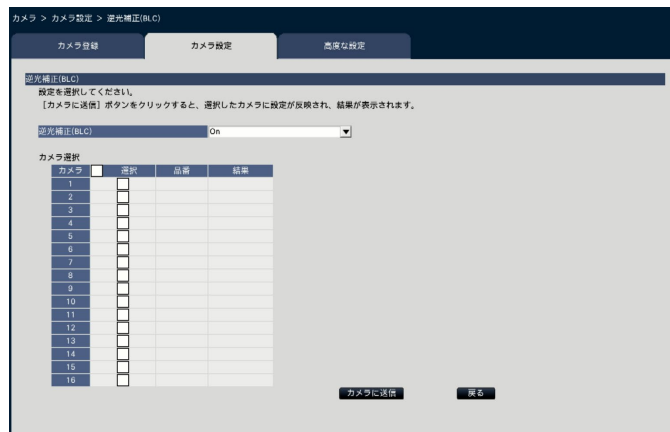 カメラ > カメラ設定 > 逆光補正(BLC)
カメラ登録 カメラ設定 高度な設定
逆光補正(BLC)
設定を選択してください。
［カメラに送信］ボタンをクリックすると、選択したカメラに設定が反映され、結果が表示されます。
逆光補正(BLC) On
カメラ選択
カメラ 選択 品番 結果
1
2
3
4
5
6
7
8
9
10
11
12
13
14
15
16
カメラに送信 戻る